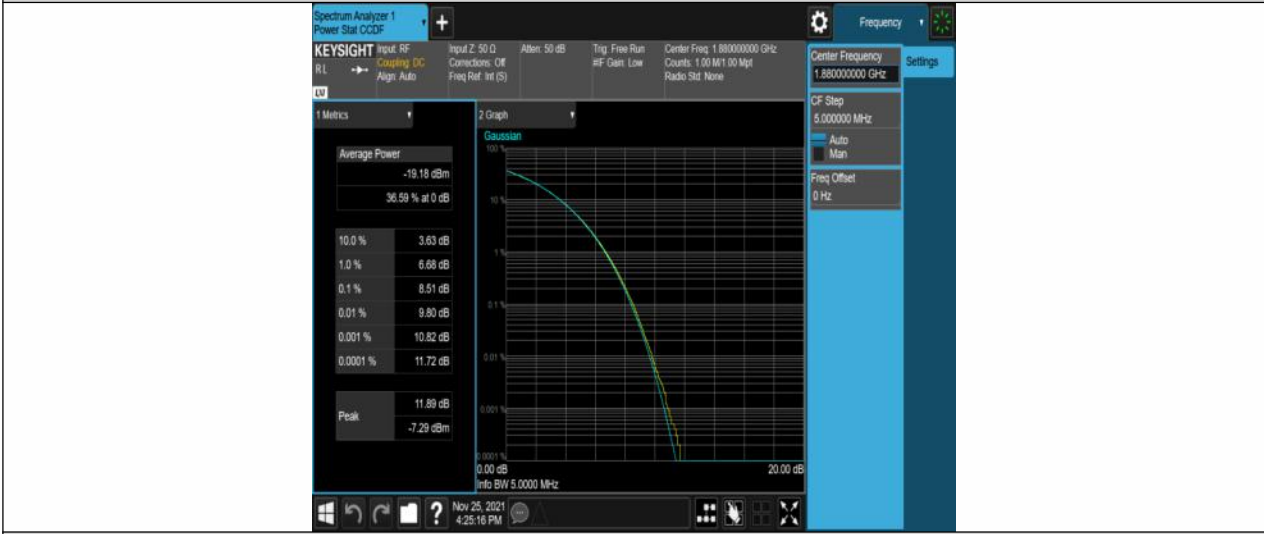 Spectrum Analyzer 1
Power Stat CCDF
Frequency
KEYSIGHT
Input: RF
Coupling: DC
Align: Auto
R L
LV
Input Z: 50 Ω
Corrections: Off
Freq Ref: Int (S)
Atten: 50 dB
Trig: Free Run
#IF Gain: Low
Center Freq: 1.880000000 GHz
Counts: 1.00 M/1.00 Mpt
Radio Std: None
Center Frequency
1.880000000 GHz
Settings
CF Step
5.000000 MHz
Auto
Man
Freq Offset
0 Hz
1 Metrics
Average Power
-19.18 dBm
36.59 % at 0 dB
10.0 % 3.63 dB
1.0 % 6.68 dB
0.1 % 8.51 dB
0.01 % 9.80 dB
0.001 % 10.82 dB
0.0001 % 11.72 dB
Peak
11.89 dB
-7.29 dBm
2 Graph
Gaussian
100 %
10 %
1 %
0.1 %
0.01 %
0.001 %
0.0001 %
0.00 dB
20.00 dB
Info BW 5.0000 MHz
?
Nov 25, 2021
4:25:16 PM